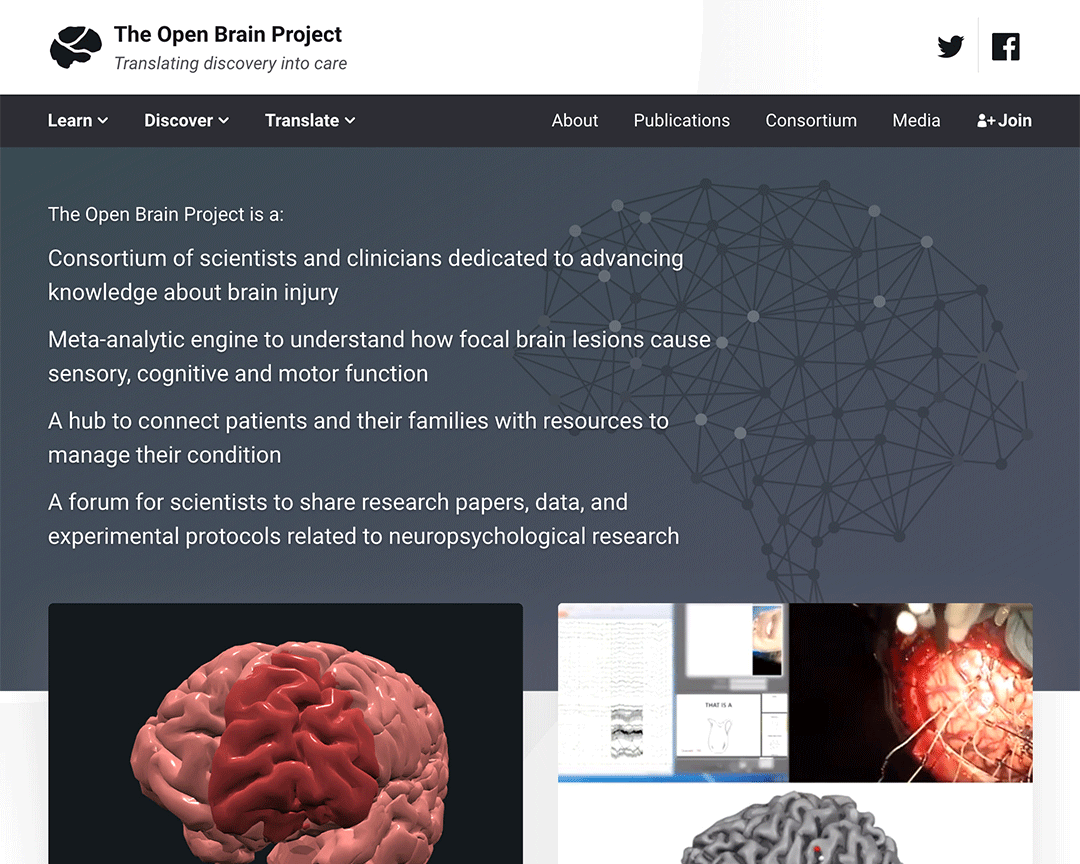 The Open Brain Project
Translating discovery into care
Learn
Discover
Translate
About
Publications
Consortium
Media
Join
The Open Brain Project is a:
Consortium of scientists and clinicians dedicated to advancing
knowledge about brain injury
Meta-analytic engine to understand how focal brain lesions cause
sensory, cognitive and motor function
A hub to connect patients and their families with resources to
manage their condition
A forum for scientists to share research papers, data, and
experimental protocols related to neuropsychological research
THAT IS A